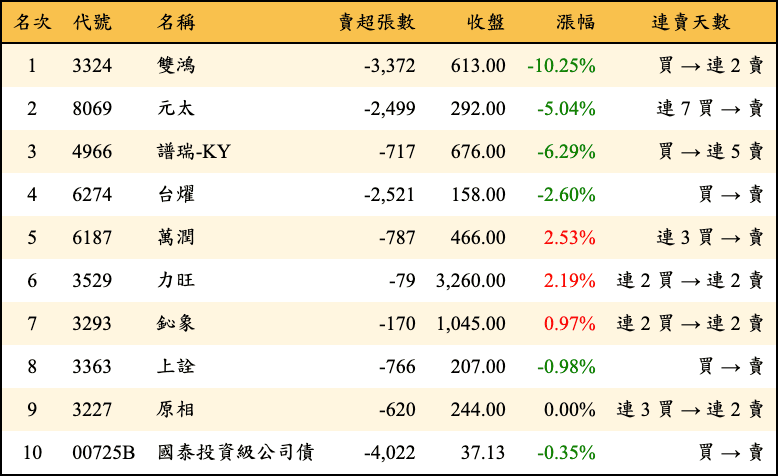 名次 代號 名稱 賣超張數 收盤 漲幅 連賣天數
1 3324 雙鴻 -3,372 613.00 -10.25% 買 → 連 2 賣
2 8069 元太 -2,499 292.00 -5.04% 連 7 買 → 賣
3 4966 譜瑞-KY -717 676.00 -6.29% 買 → 連 5 賣
4 6274 台燿 -2,521 158.00 -2.60% 買 → 賣
5 6187 萬潤 -787 466.00 2.53% 連 3 買 → 賣
6 3529 力旺 -79 3,260.00 2.19% 連 2 買 → 連 2 賣
7 3293 鈊象 -170 1,045.00 0.97% 連 2 買 → 連 2 賣
8 3363 上詮 -766 207.00 -0.98% 買 → 賣
9 3227 原相 -620 244.00 0.00% 連 3 買 → 連 2 賣
10 00725B 國泰投資級公司債 -4,022 37.13 -0.35% 買 → 賣